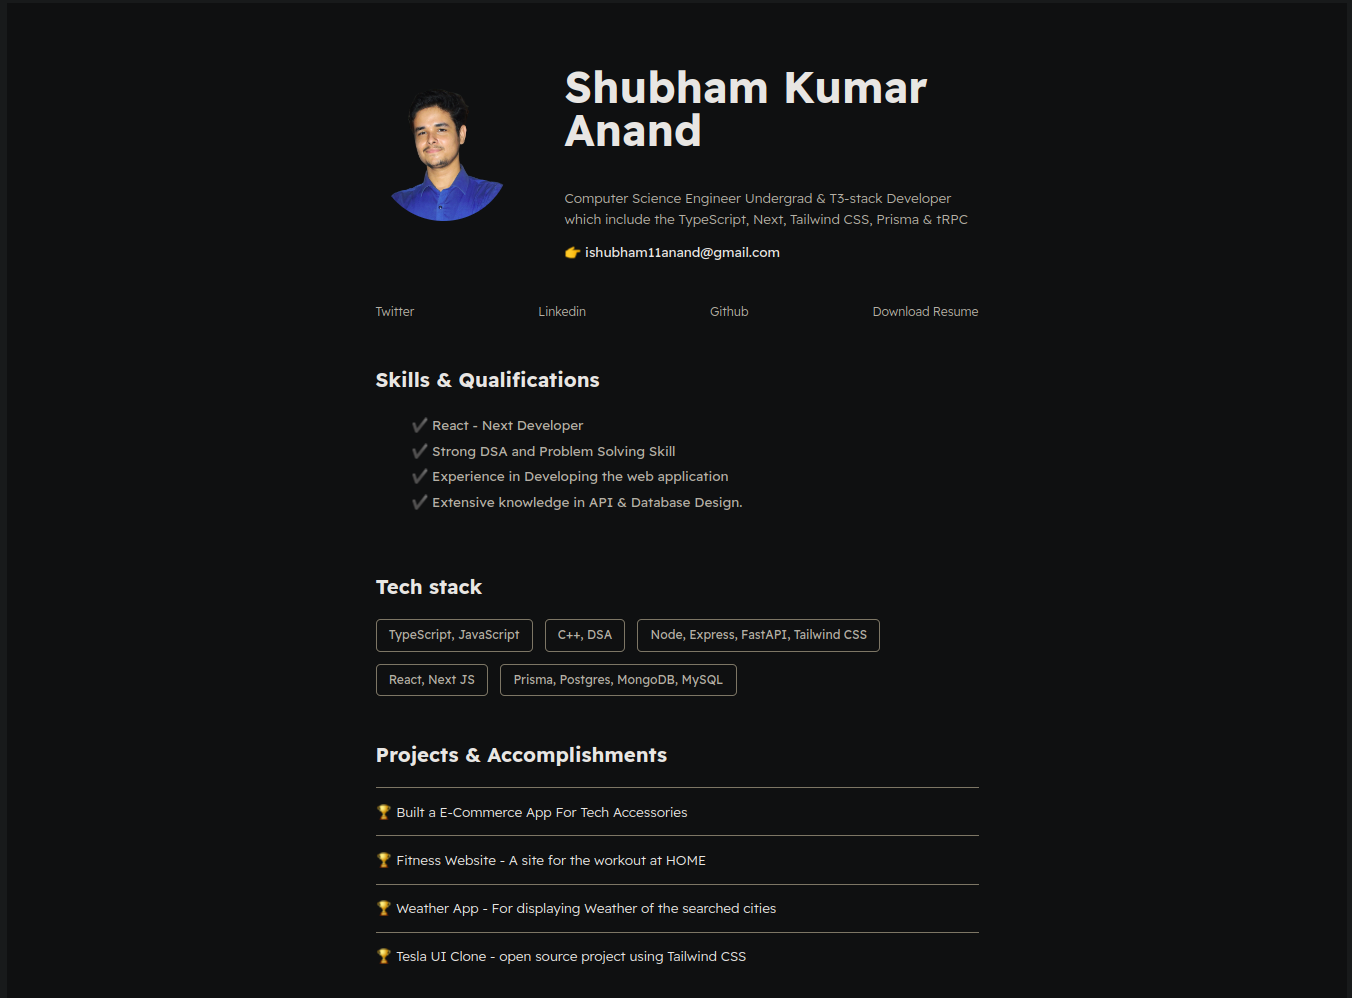 Shubham Kumar
Anand
Computer Science Engineer Undergrad & T3-stack Developer
which include the TypeScript, Next, Tailwind CSS, Prisma & tRPC
👉 ishubham11anand@gmail.com
Twitter Linkedin Github Download Resume
Skills & Qualifications
✔️ React - Next Developer
✔️ Strong DSA and Problem Solving Skill
✔️ Experience in Developing the web application
✔️ Extensive knowledge in API & Database Design.
Tech stack
TypeScript, JavaScript C++, DSA Node, Express, FastAPI, Tailwind CSS
React, Next JS Prisma, Postgres, MongoDB, MySQL
Projects & Accomplishments
🏆 Built a E-Commerce App For Tech Accessories
🏆 Fitness Website - A site for the workout at HOME
🏆 Weather App - For displaying Weather of the searched cities
🏆 Tesla UI Clone - open source project using Tailwind CSS